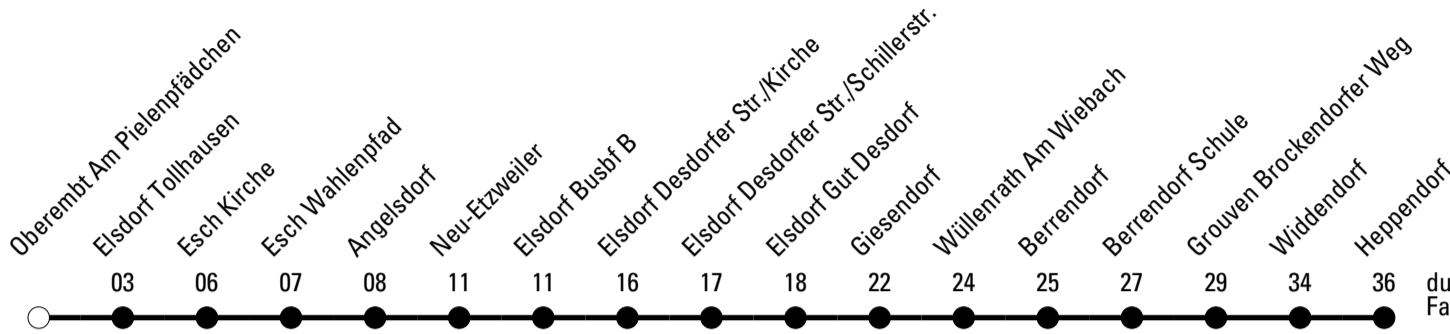 Oberembt Am Pielenpfädchen
Elsdorf Tollhausen
Esch Kirche
Esch Wahlenpfad
Angelsdorf
Neu-Etzweiler
Elsdorf Busbf B
Elsdorf Desdorfer Str./Kirche
Elsdorf Desdorfer Str./Schillerstr.
Elsdorf Gut Desdorf
Giesendorf
Wüllenrath Am Wiebach
Berrendorf
Berrendorf Schule
Grouven Brockendorfer Weg
Widdendorf
Heppendorf
03 06 07 08 11 11 16 17 18 22 24 25 27 29 34 36 du
Fa